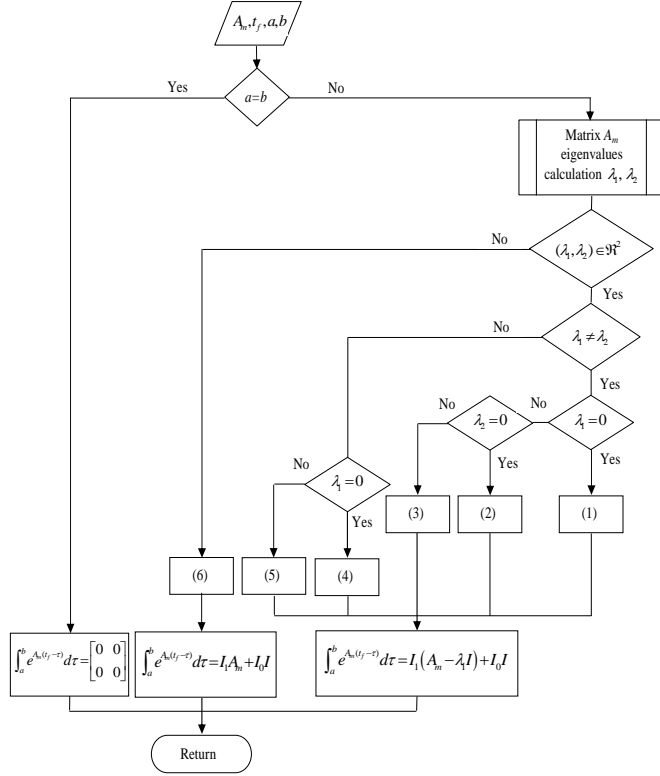 A_m, t_f, a, b
Yes
a=b
No
Matrix A_m
eigenvalues
calculation λ_1, λ_2
No
(λ_1, λ_2)∈ℜ^2
Yes
No
λ_1≠λ_2
Yes
No
λ_2=0
No
λ_1=0
Yes
Yes
No
λ_1=0
Yes
(3)
(2)
(1)
(6)
(5)
(4)
∫_a^b e^{A_m(t_f-τ)}dτ=[0 0
0 0]
∫_a^b e^{A_m(t_f-τ)}dτ=I_1A_m+I_0I
∫_a^b e^{A_m(t_f-τ)}dτ=I_1(A_m-λ_1I)+I_0I
Return